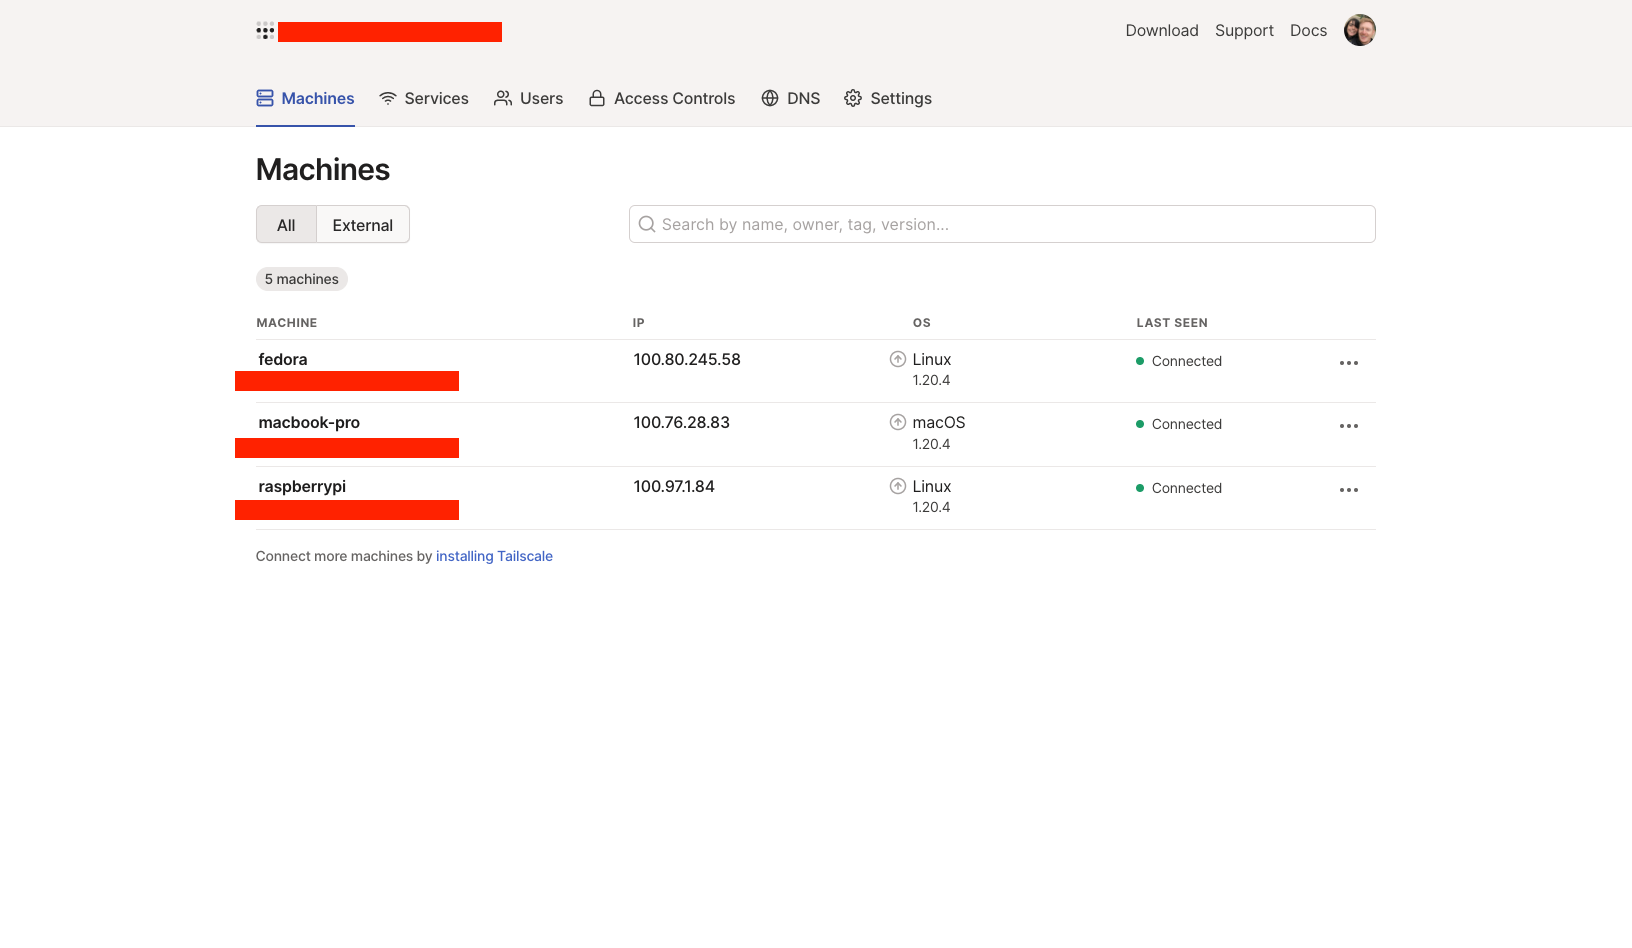 Download Support Docs
Machines Services Users Access Controls DNS Settings
Machines
All External
Search by name, owner, tag, version...
5 machines
MACHINE IP OS LAST SEEN
fedora 100.80.245.58 Linux Connected
1.20.4
macbook-pro 100.76.28.83 macOS Connected
1.20.4
raspberrypi 100.97.1.84 Linux Connected
1.20.4
Connect more machines by installing Tailscale